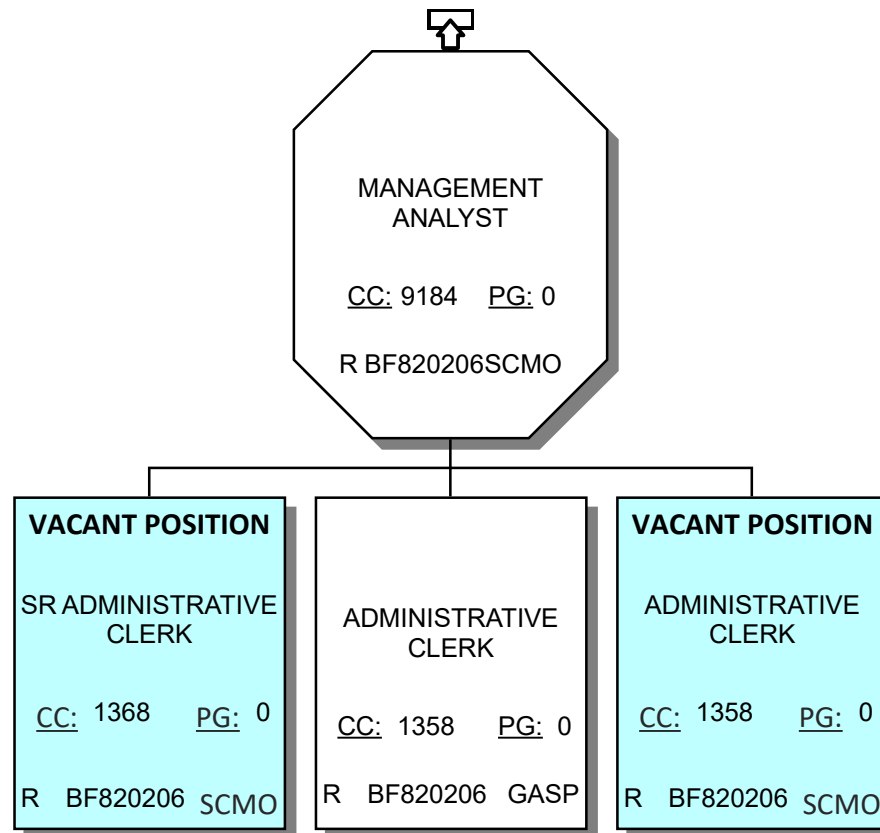 MANAGEMENT
ANALYST
CC: 9184 PG: 0
R BF820206SCMO
VACANT POSITION
SR ADMINISTRATIVE
CLERK
CC: 1368 PG: 0
R BF820206 SCMO
ADMINISTRATIVE
CLERK
CC: 1358 PG: 0
R BF820206 GASP
VACANT POSITION
ADMINISTRATIVE
CLERK
CC: 1358 PG: 0
R BF820206 SCMO